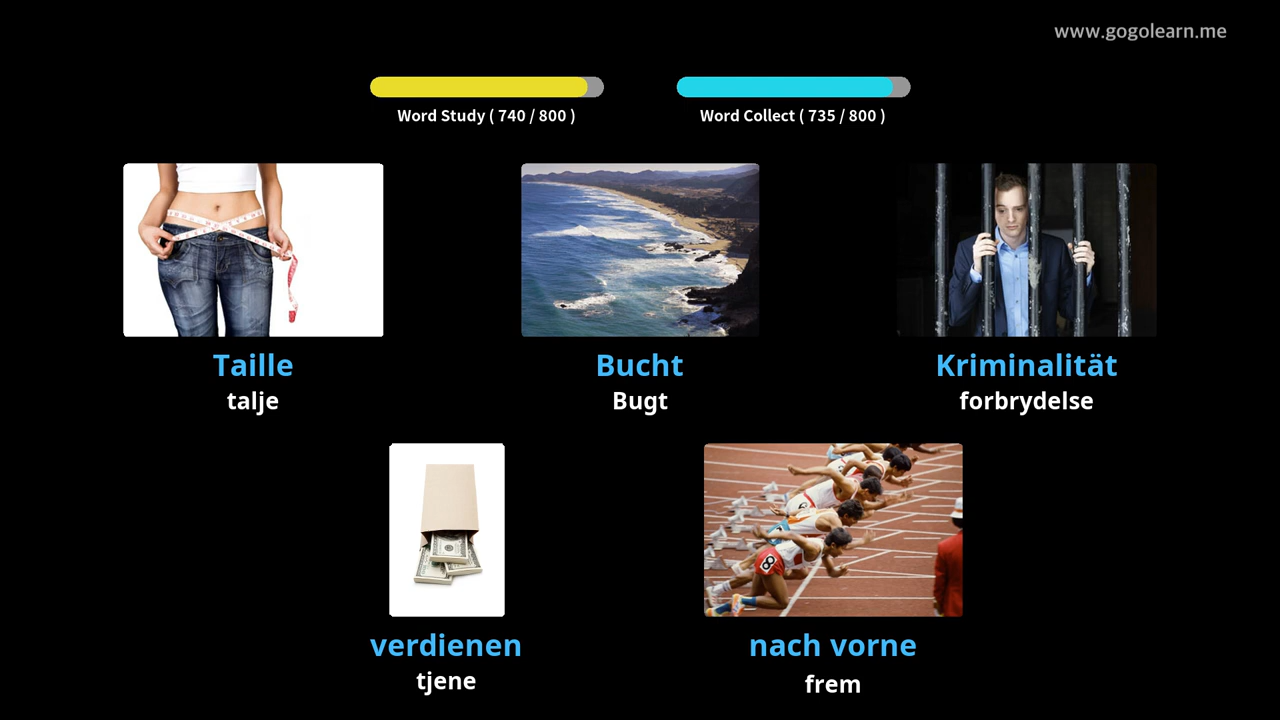 www.gogolearn.me
Word Study ( 740 / 800 )
Word Collect ( 735 / 800 )
Taille
talje
Bucht
Bugt
Kriminalität
forbrydelse
verdienen
tjene
nach vorne
frem